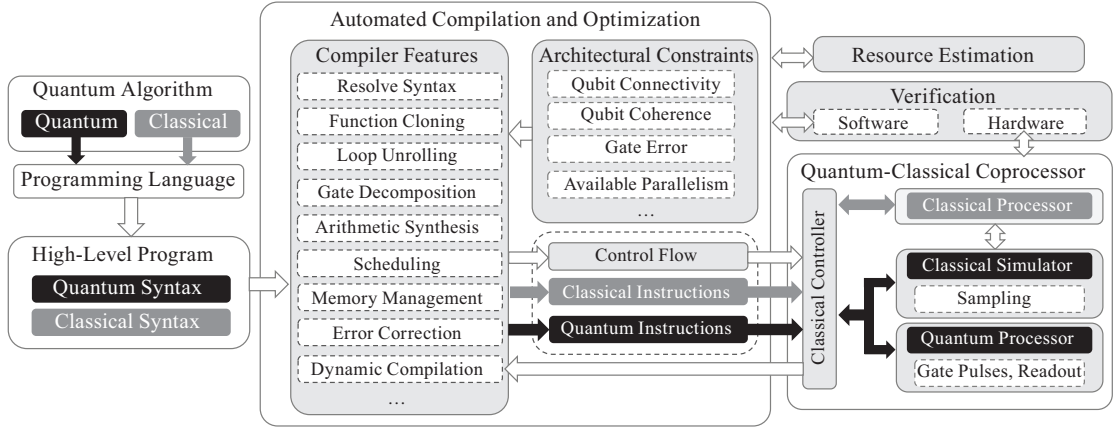 Quantum Algorithm
Quantum
Classical
Programming Language
High-Level Program
Quantum Syntax
Classical Syntax
Automated Compilation and Optimization
Compiler Features
Resolve Syntax
Function Cloning
Loop Unrolling
Gate Decomposition
Arithmetic Synthesis
Scheduling
Memory Management
Error Correction
Dynamic Compilation
…
Architectural Constraints
Qubit Connectivity
Qubit Coherence
Gate Error
Available Parallelism
…
Control Flow
Classical Instructions
Quantum Instructions
Resource Estimation
Verification
Software
Hardware
Quantum-Classical Coprocessor
Classical Controller
Classical Processor
Classical Simulator
Sampling
Quantum Processor
Gate Pulses, Readout